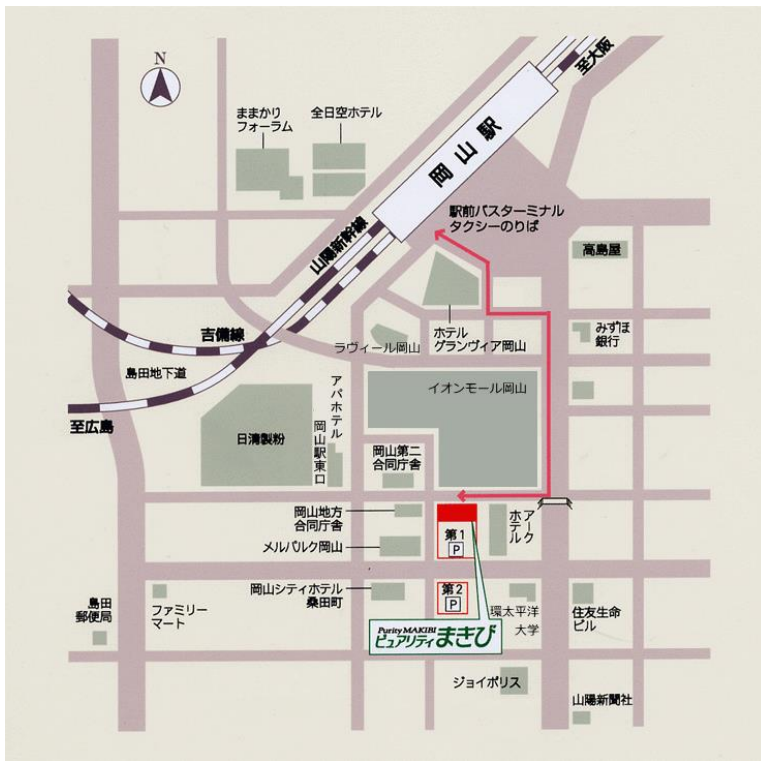 N
至大阪
ままかり
フォーラム
全日空ホテル
岡山駅
駅前バスターミナル
タクシーのりば
山陽新幹線
高島屋
吉備線
ホテル
グランヴィア岡山
みずほ
銀行
ラヴィール岡山
島田地下道
アパホテル
岡山駅東口
イオンモール岡山
至広島
日清製粉
岡山第二
合同庁舎
岡山地方
合同庁舎
第1
P
アーク
ホテル
メルパルク岡山
岡山シティホテル
桑田町
第2
P
島田
郵便局
ファミリー
マート
環太平洋
大学
住友生命
ビル
Purity MAKIBI
ピュアリティまきび
ジョイポリス
山陽新聞社